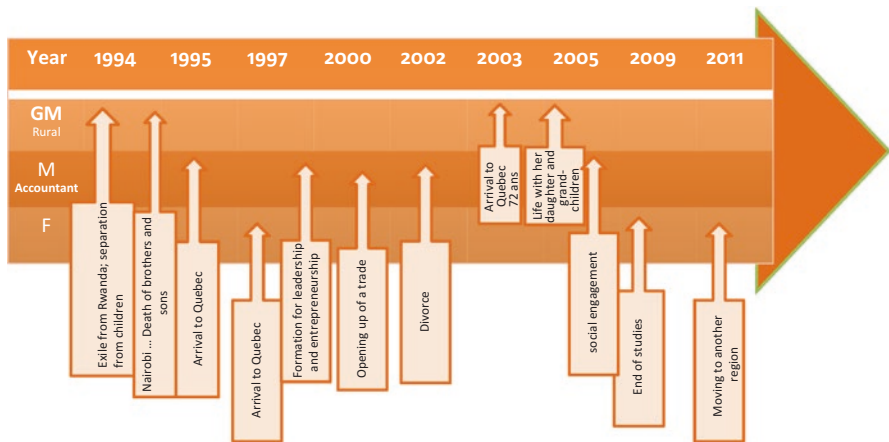 Year 1994 1995 1997 2000 2002 2003 2005 2009 2011
GM
Rural
M
Accountant
F
Exile from Rwanda; separation
from children
Nairobi ... Death of brothers and
sons
Arrival to Quebec
Arrival to Quebec
Formation for leadership
and entrepreneurship
Opening up of a trade
Divorce
Arrival to
Quebec
72 ans
Life with her
daughter and
grand-
children
social engagement
End of studies
Moving to another
region